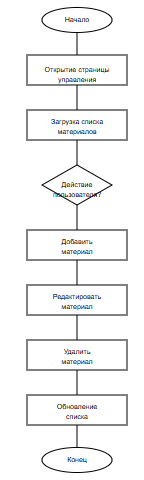 Начало
Открытие страницы
управления
Загрузка списка
материалов
Действие
пользователя?
Добавить
материал
Редактировать
материал
Удалить
материал
Обновление
списка
Конец